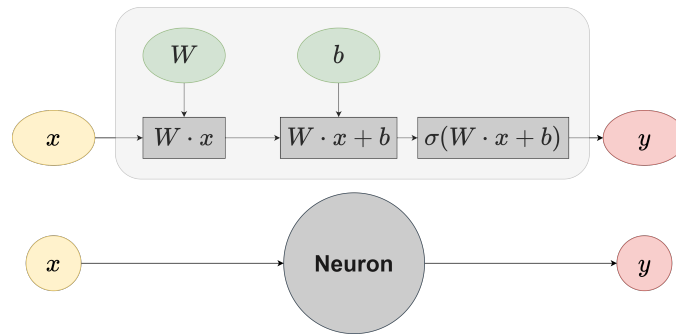 W b
x W · x W · x + b σ(W · x + b) y
x Neuron y